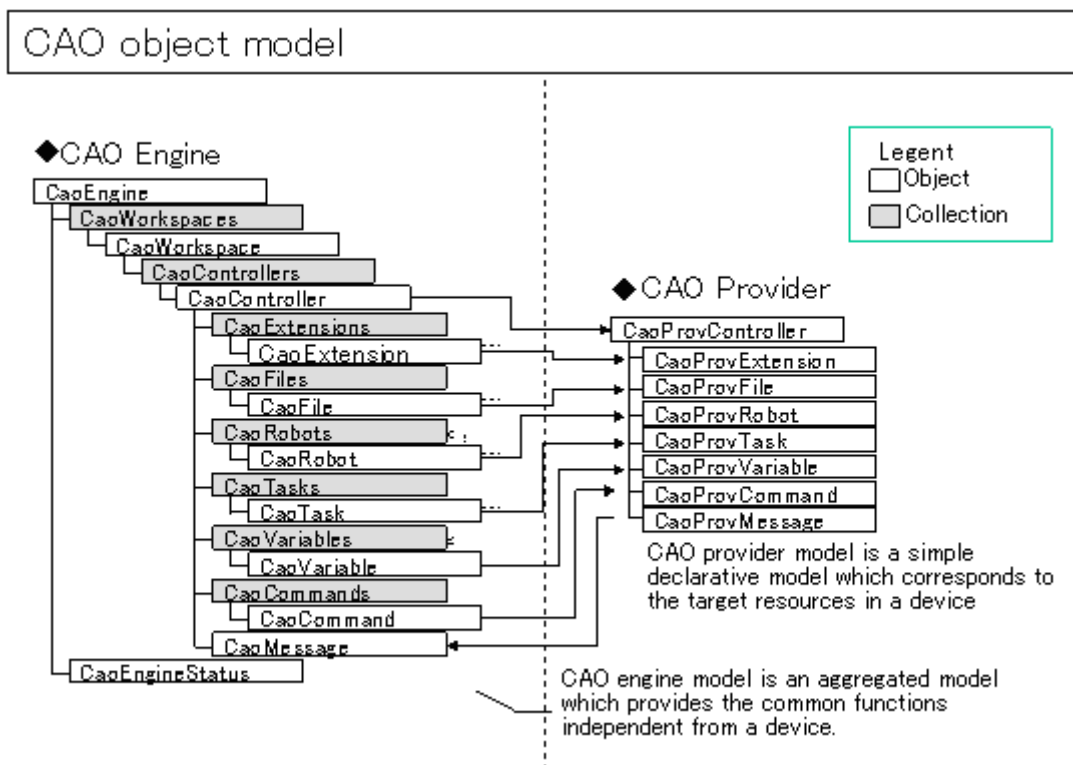 CAO object model
◆CAO Engine
CaoEngine
CaoWorkspaces
CaoWorkspace
CaoControllers
CaoController
CaoExtensions
CaoExtension
CaoFiles
CaoFile
CaoRobots
CaoRobot
CaoTasks
CaoTask
CaoVariables
CaoVariable
CaoCommands
CaoCommand
CaoMessage
CaoEngineStatus
Legent
Object
Collection
◆ CAO Provider
CaoProvController
CaoProvExtension
CaoProvFile
CaoProvRobot
CaoProvTask
CaoProvVariable
CaoProvCommand
CaoProvMessage
CAO provider model is a simple
declarative model which corresponds to
the target resources in a device
CAO engine model is an aggregated model
which provides the common functions
independent from a device.